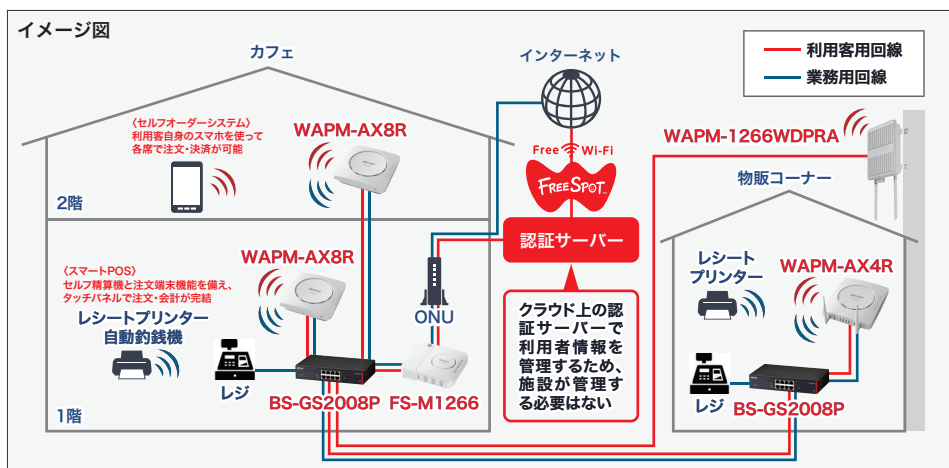 イメージ図
カフェ
インターネット
利用客用回線
業務用回線
〈セルフオーダーシステム〉
利用客自身のスマホを使って
各席で注文・決済が可能
WAPM-AX8R
Free Wi-Fi
FREESPOT
WAPM-1266WDPRA
物販コーナー
2階
認証サーバー
WAPM-AX8R
〈スマートPOS〉
セルフ精算機と注文端末機能を備え、
タッチパネルで注文・会計が完結
レシートプリンター
自動釣銭機
ONU
クラウド上の認
証サーバーで
利用者情報を
管理するため、
施設が管理す
る必要はない
レシート
プリンター
WAPM-AX4R
レジ
BS-GS2008P
FS-M1266
レジ
BS-GS2008P
1階